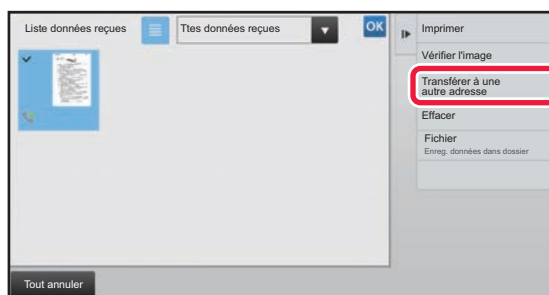 Liste données reçues
Ttes données reçues
OK
Imprimer
Vérifier l'image
Transférer à une
autre adresse
Effacer
Fichier
Enreg. données dans dossier
Tout annuler